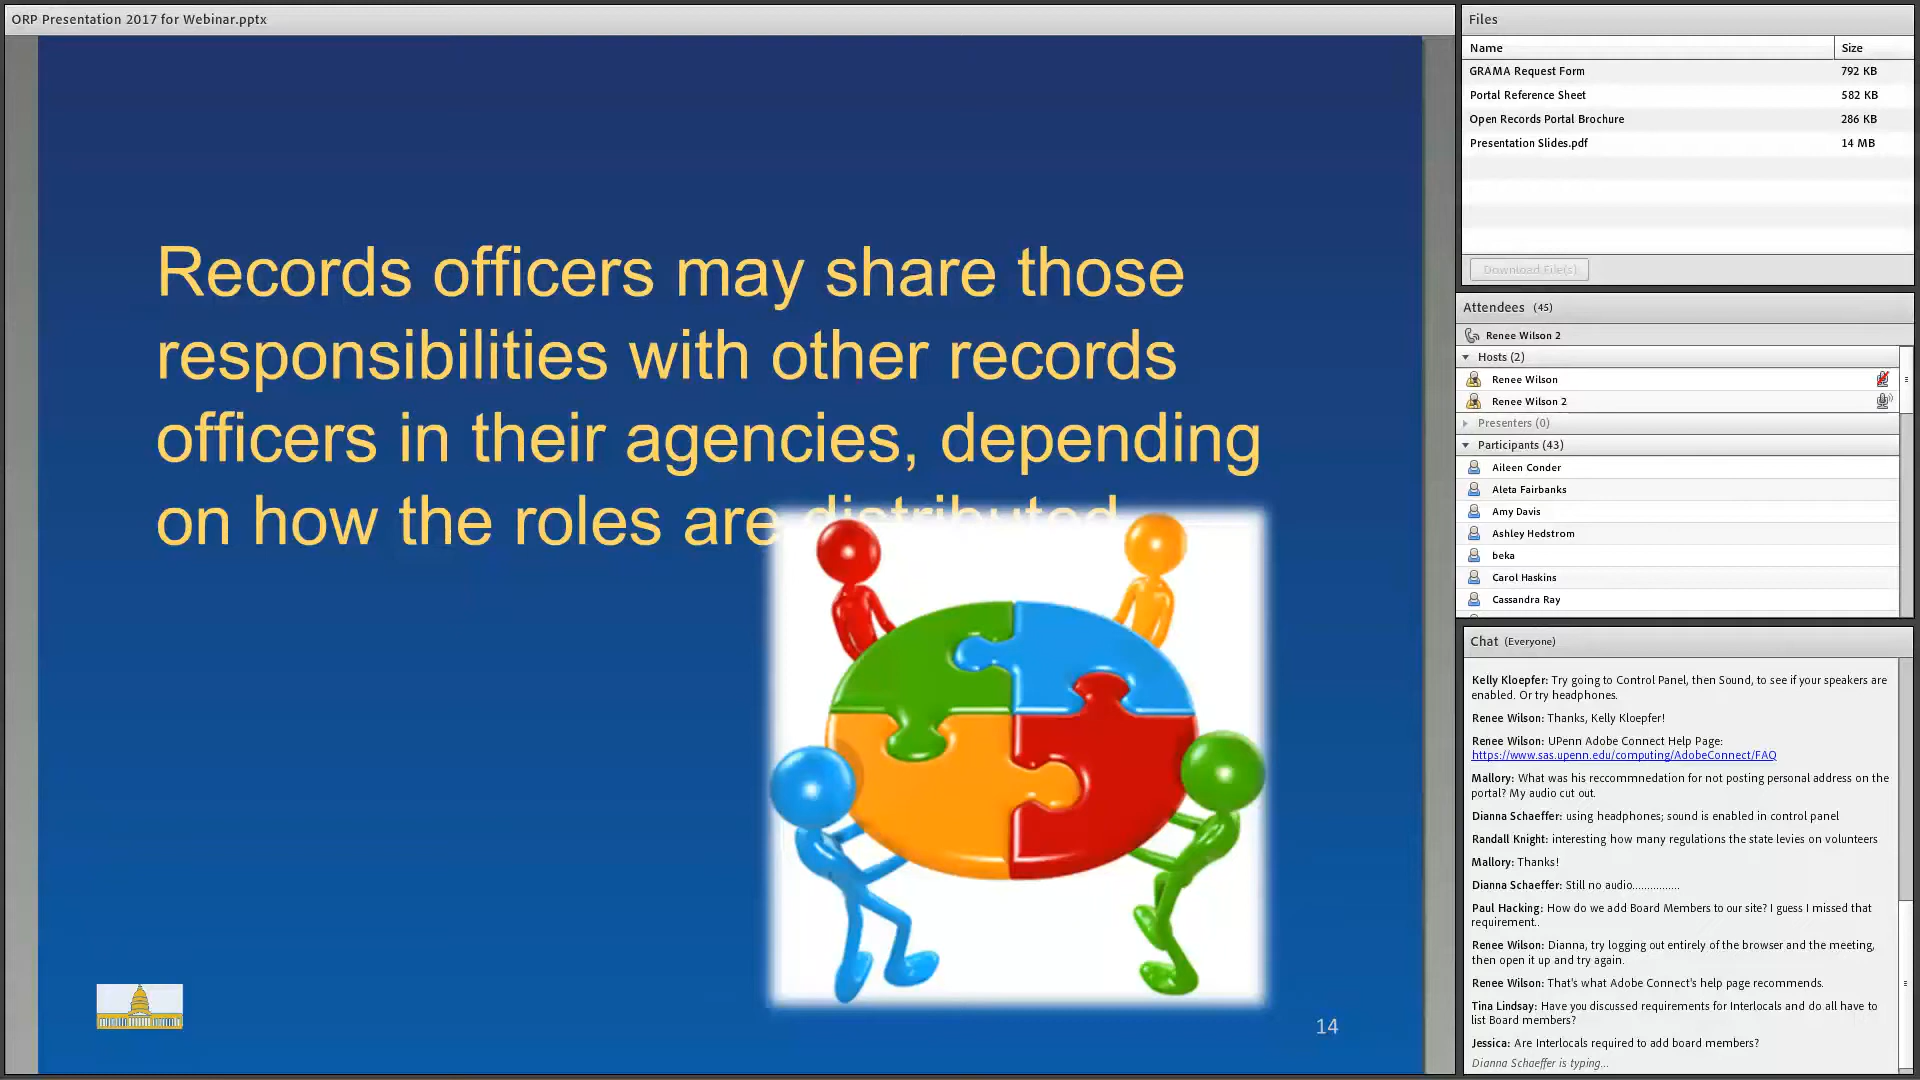 ORP Presentation 2017 for Webinar.pptx
Records officers may share those
responsibilities with other records
officers in their agencies, depending
on how the roles are distributed
14
Files
Name Size
GRAMA Request Form 792 KB
Portal Reference Sheet 582 KB
Open Records Portal Brochure 286 KB
Presentation Slides.pdf 14 MB
Download File(s)
Attendees (45)
Renee Wilson 2
Hosts (2)
Renee Wilson
Renee Wilson 2
Presenters (0)
Participants (43)
Aileen Conder
Aleta Fairbanks
Amy Davis
Ashley Hedstrom
beka
Carol Haskins
Cassandra Ray
Chat (Everyone)
Kelly Kloepfer: Try going to Control Panel, then Sound, to see if your speakers are
enabled. Or try headphones.
Renee Wilson: Thanks, Kelly Kloepfer!
Renee Wilson: UPenn Adobe Connect Help Page:
https://www.sas.upenn.edu/computing/AdobeConnect/FAQ
Mallory: What was his reccommnedation for not posting personal address on the
portal? My audio cut out.
Dianna Schaeffer: using headphones; sound is enabled in control panel
Randall Knight: interesting how many regulations the state levies on volunteers
Mallory: Thanks!
Dianna Schaeffer: Still no audio...............
Paul Hacking: How do we add Board Members to our site? I guess I missed that
requirement..
Renee Wilson: Dianna, try logging out entirely of the browser and the meeting,
then open it up and try again.
Renee Wilson: That's what Adobe Connect's help page recommends.
Tina Lindsay: Have you discussed requirements for Interlocals and do all have to
list Board members?
Jessica: Are Interlocals required to add board members?
Dianna Schaeffer is typing...